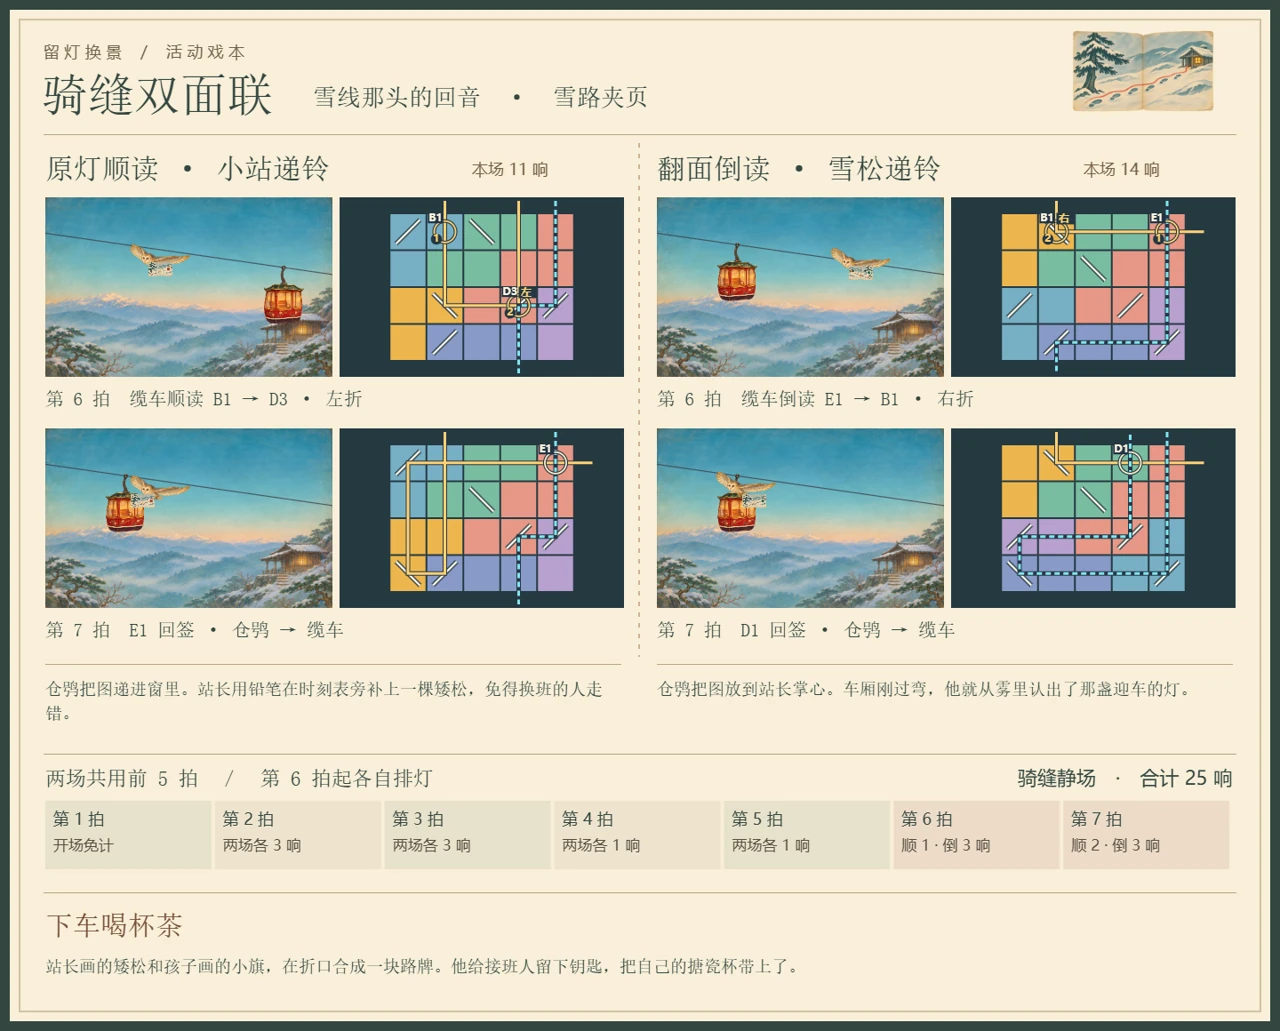 留灯换景 / 活动戏本
骑缝双面联 雪线那头的回音 • 雪路夹页
原灯顺读 • 小站递铃 本场 11 响
B1
1
D3 左
2
第 6 拍 缆车顺读 B1 → D3 • 左折
E1
第 7 拍 E1 回签 • 仓鸮 → 缆车
仓鸮把图递进窗里。站长用铅笔在时刻表旁补上一棵矮松，免得换班的人走
错。
翻面倒读 • 雪松递铃 本场 14 响
B1 右
2
E1
1
第 6 拍 缆车倒读 E1 → B1 • 右折
D1
第 7 拍 D1 回签 • 仓鸮 → 缆车
仓鸮把图放到站长掌心。车厢刚过弯，他就从雾里认出了那盏迎车的灯。
两场共用前 5 拍 / 第 6 拍起各自排灯 骑缝静场 · 合计 25 响
第 1 拍
开场免计
第 2 拍
两场各 3 响
第 3 拍
两场各 3 响
第 4 拍
两场各 1 响
第 5 拍
两场各 1 响
第 6 拍
顺 1 · 倒 3 响
第 7 拍
顺 2 · 倒 3 响
下车喝杯茶
站长画的矮松和孩子画的小旗，在折口合成一块路牌。他给接班人留下钥匙，把自己的搪瓷杯带上了。